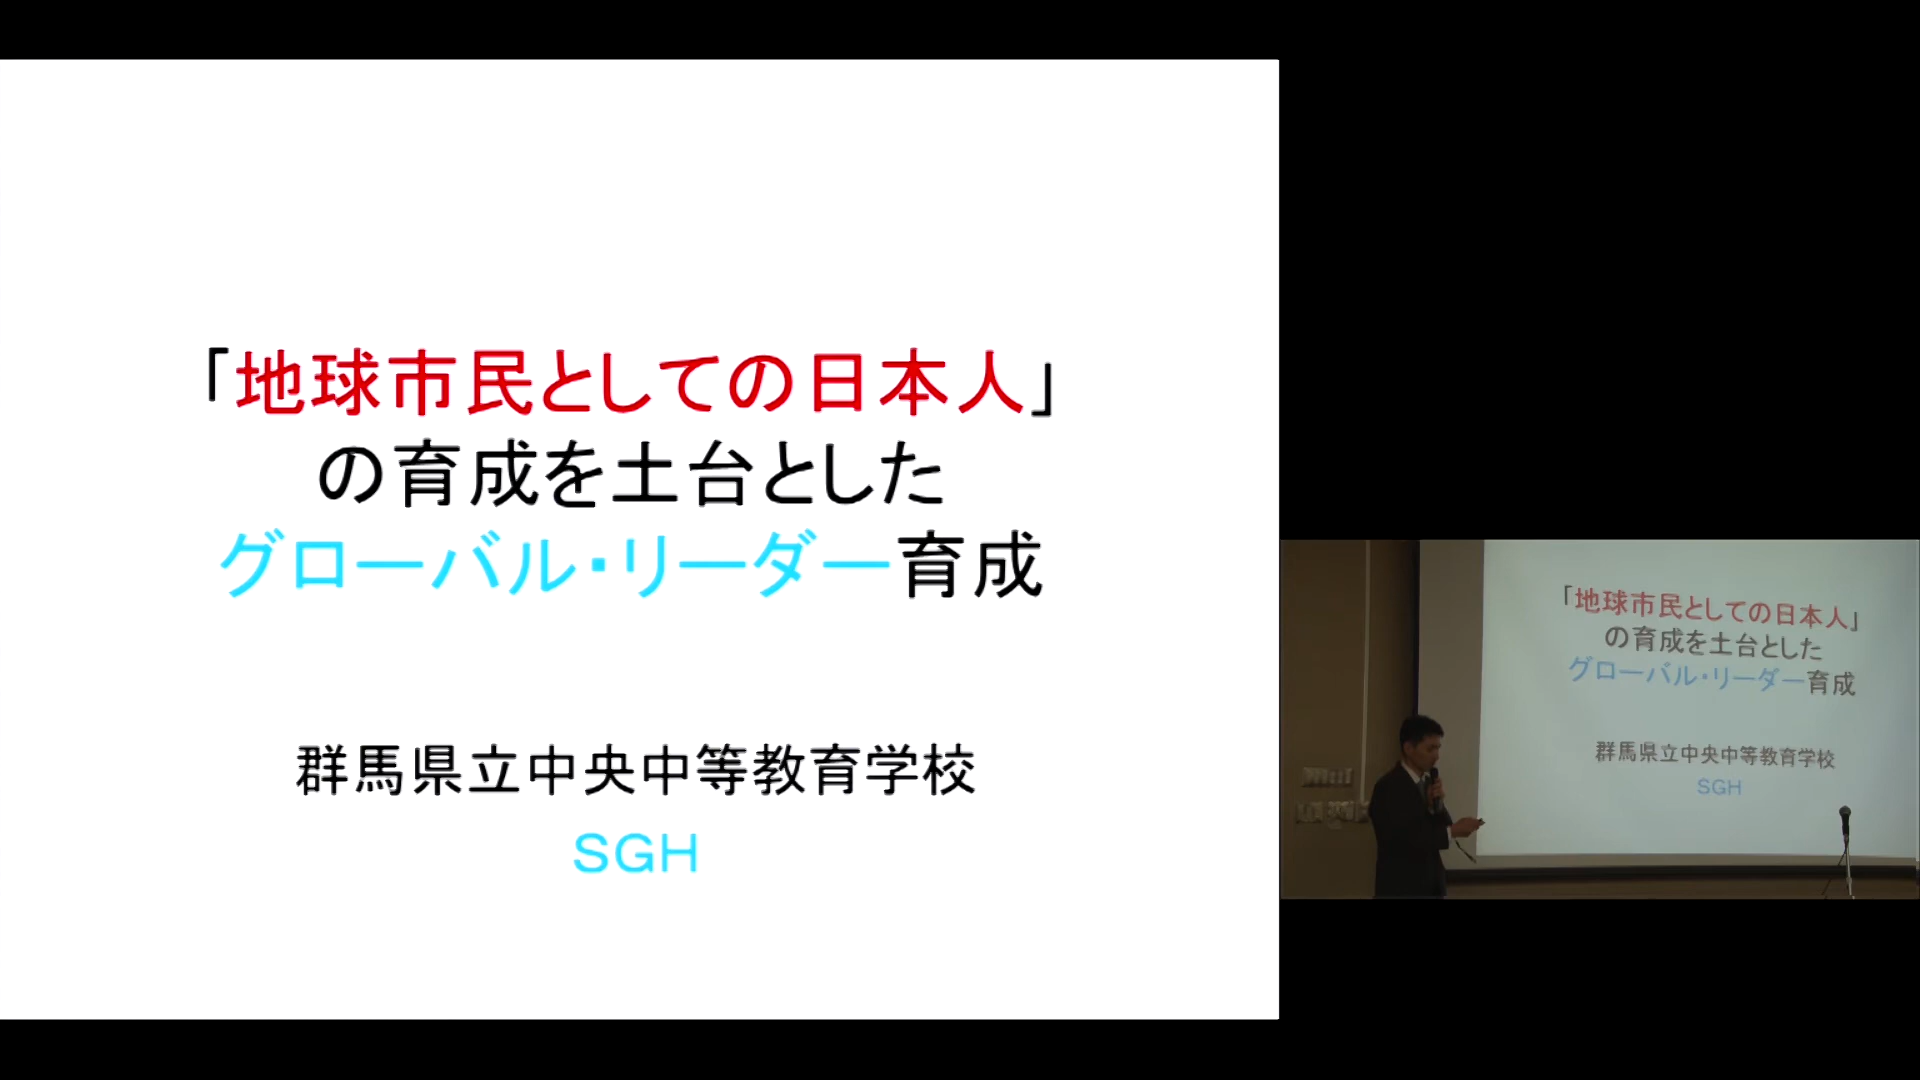 「地球市民としての日本人」
の育成を土台とした
グローバル・リーダー育成
群馬県立中央中等教育学校
SGH
「地球市民としての日本人」
の育成を土台とした
グローバル・リーダー育成
群馬県立中央中等教育学校
SGH